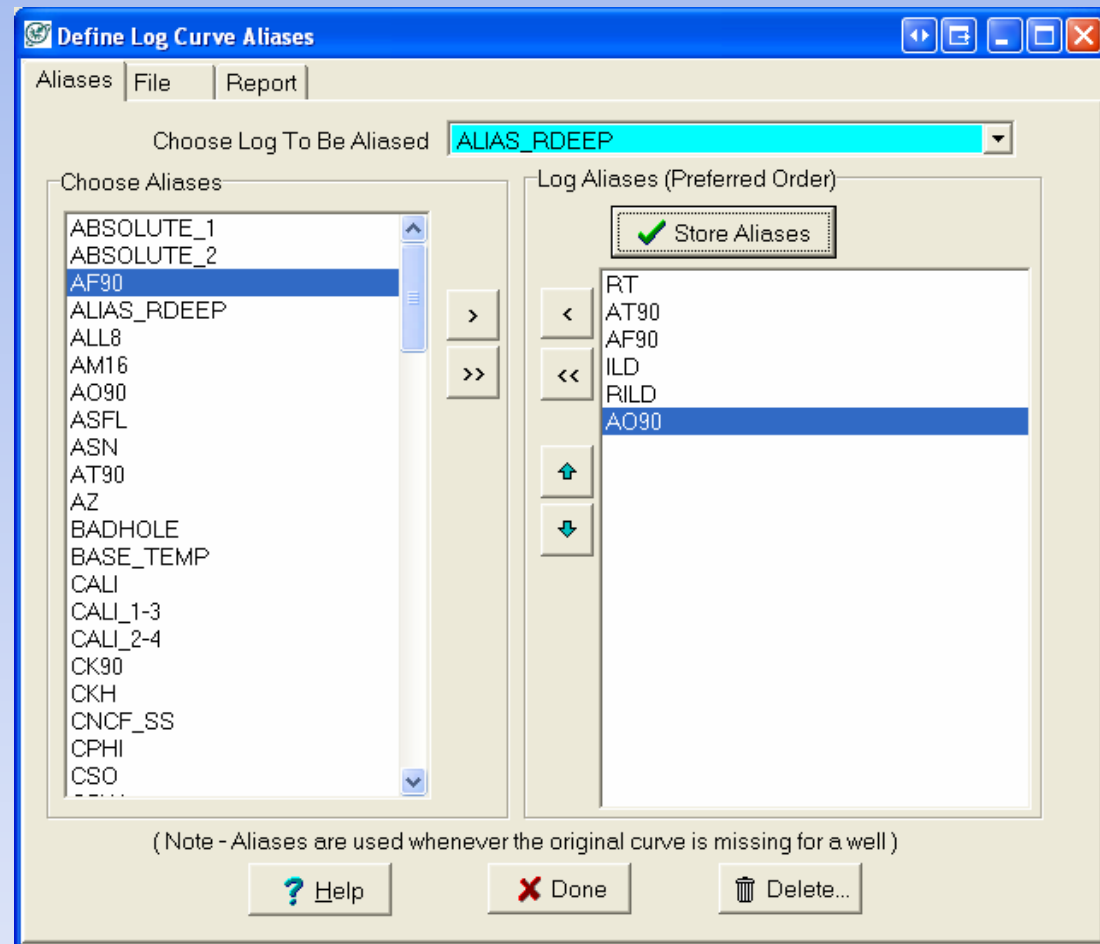 Define Log Curve Aliases
Aliases File Report
Choose Log To Be Aliased ALIAS_RDEEP
Choose Aliases
ABSOLUTE_1
ABSOLUTE_2
AF90
ALIAS_RDEEP
ALL8
AM16
AO90
ASFL
ASN
AT90
AZ
BADHOLE
BASE_TEMP
CALI
CALI_1-3
CALI_2-4
CK90
CKH
CNCF_SS
CPHI
CSO
>
>>
Log Aliases (Preferred Order)
Store Aliases
<
<<
RT
AT90
AF90
ILD
RILD
AO90
( Note - Aliases are used whenever the original curve is missing for a well )
? Help
Done
Delete...